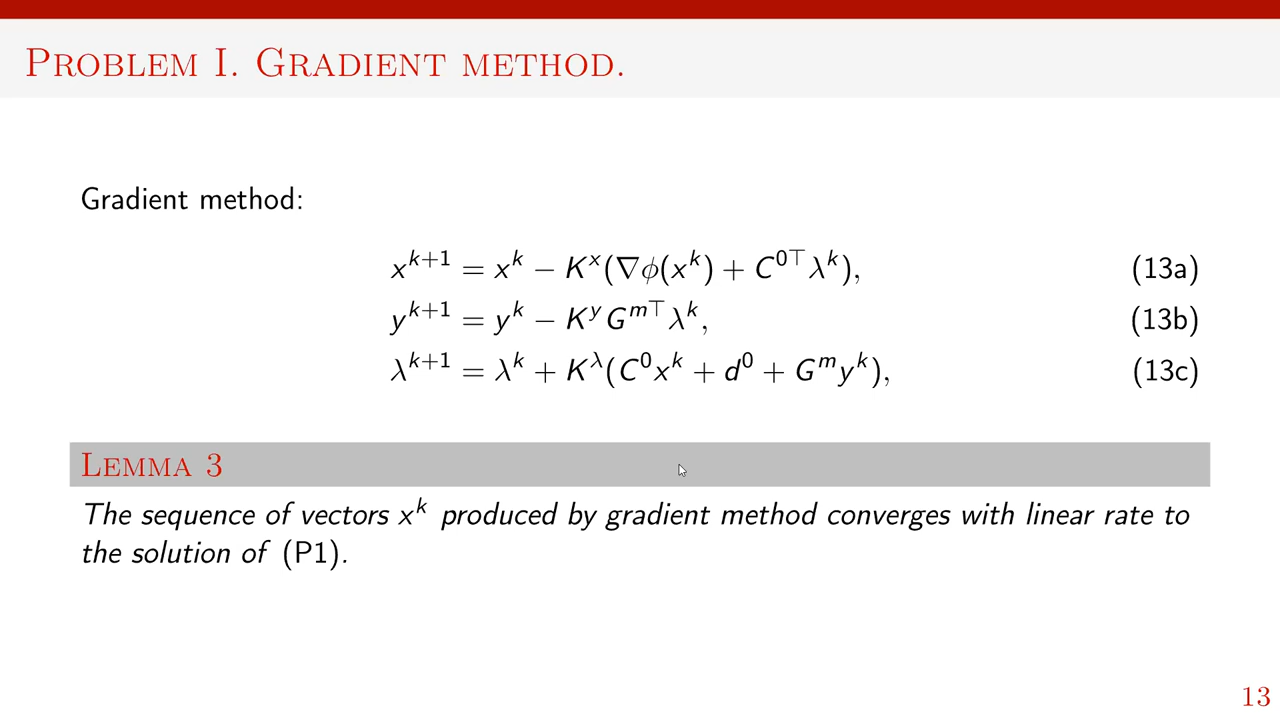 PROBLEM I. GRADIENT METHOD.
Gradient method:
x^{k+1} = x^k − K^x(∇ϕ(x^k) + C^{0⊤}λ^k), (13a)
y^{k+1} = y^k − K^y G^{m⊤}λ^k, (13b)
λ^{k+1} = λ^k + K^λ(C^0x^k + d^0 + G^m y^k), (13c)
LEMMA 3
The sequence of vectors x^k produced by gradient method converges with linear rate to
the solution of (P1).
13